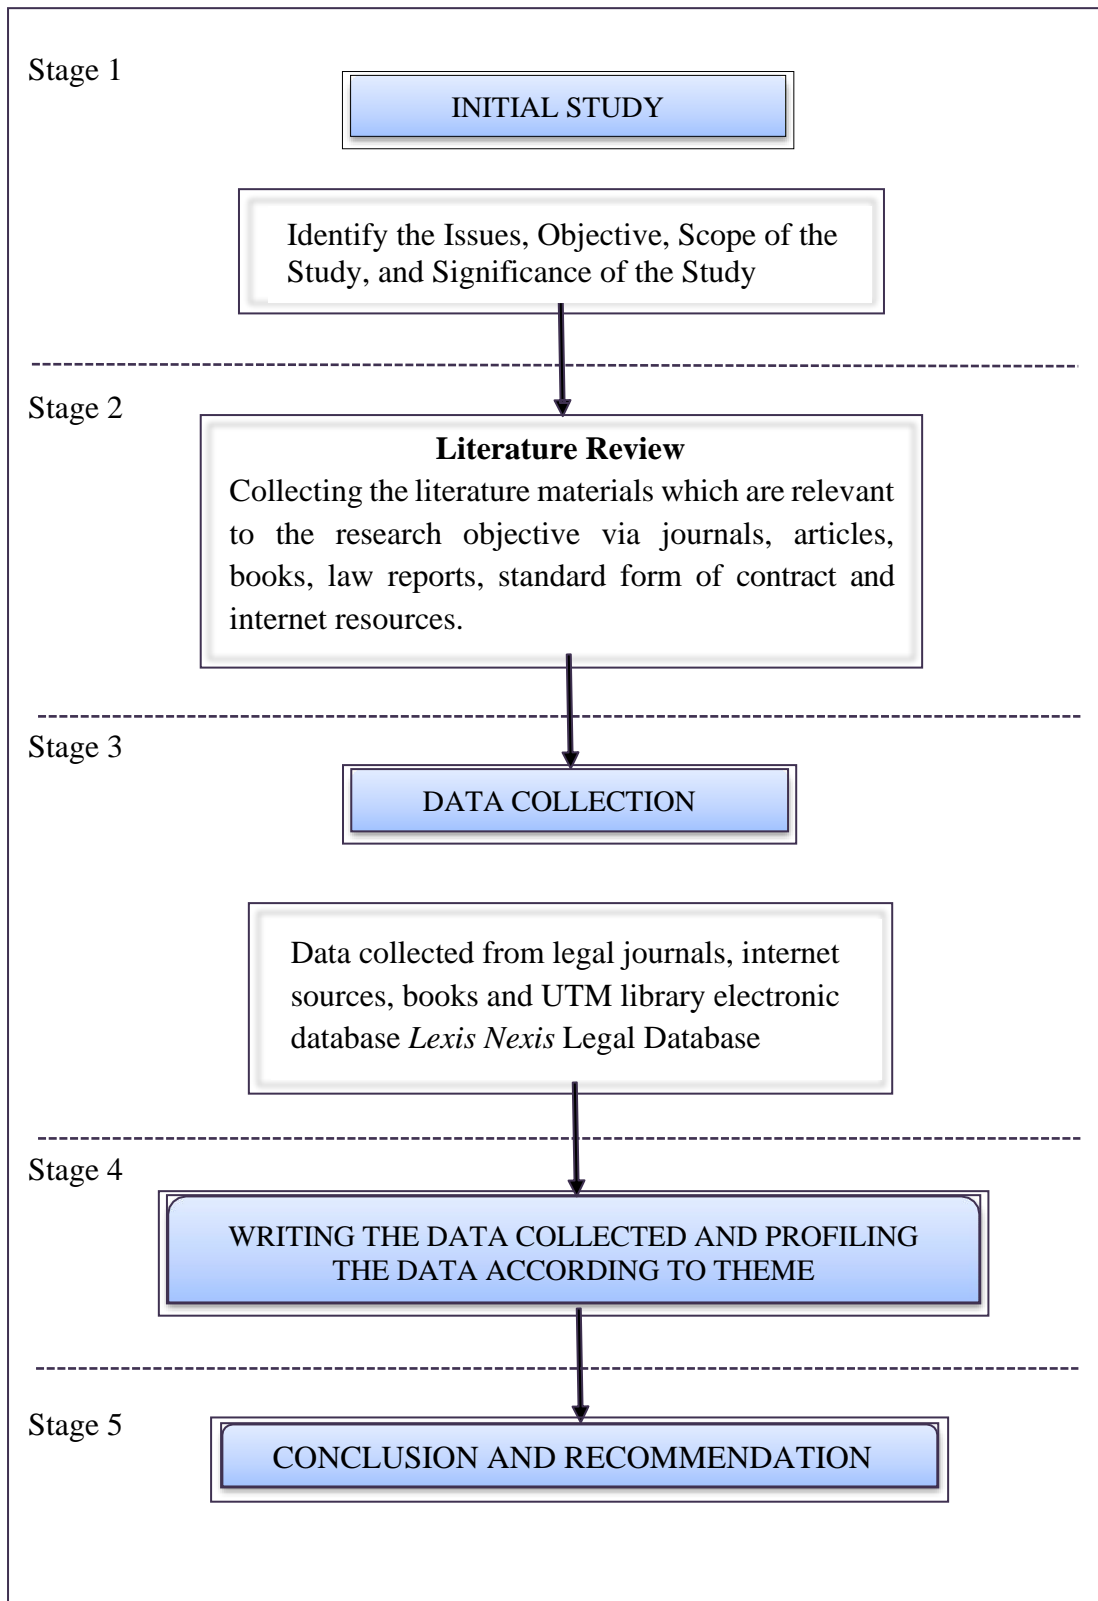 Stage 1
INITIAL STUDY
Identify the Issues, Objective, Scope of the
Study, and Significance of the Study
Stage 2
Literature Review
Collecting the literature materials which are relevant
to the research objective via journals, articles,
books, law reports, standard form of contract and
internet resources.
Stage 3
DATA COLLECTION
Data collected from legal journals, internet
sources, books and UTM library electronic
database Lexis Nexis Legal Database
Stage 4
WRITING THE DATA COLLECTED AND PROFILING
THE DATA ACCORDING TO THEME
Stage 5
CONCLUSION AND RECOMMENDATION